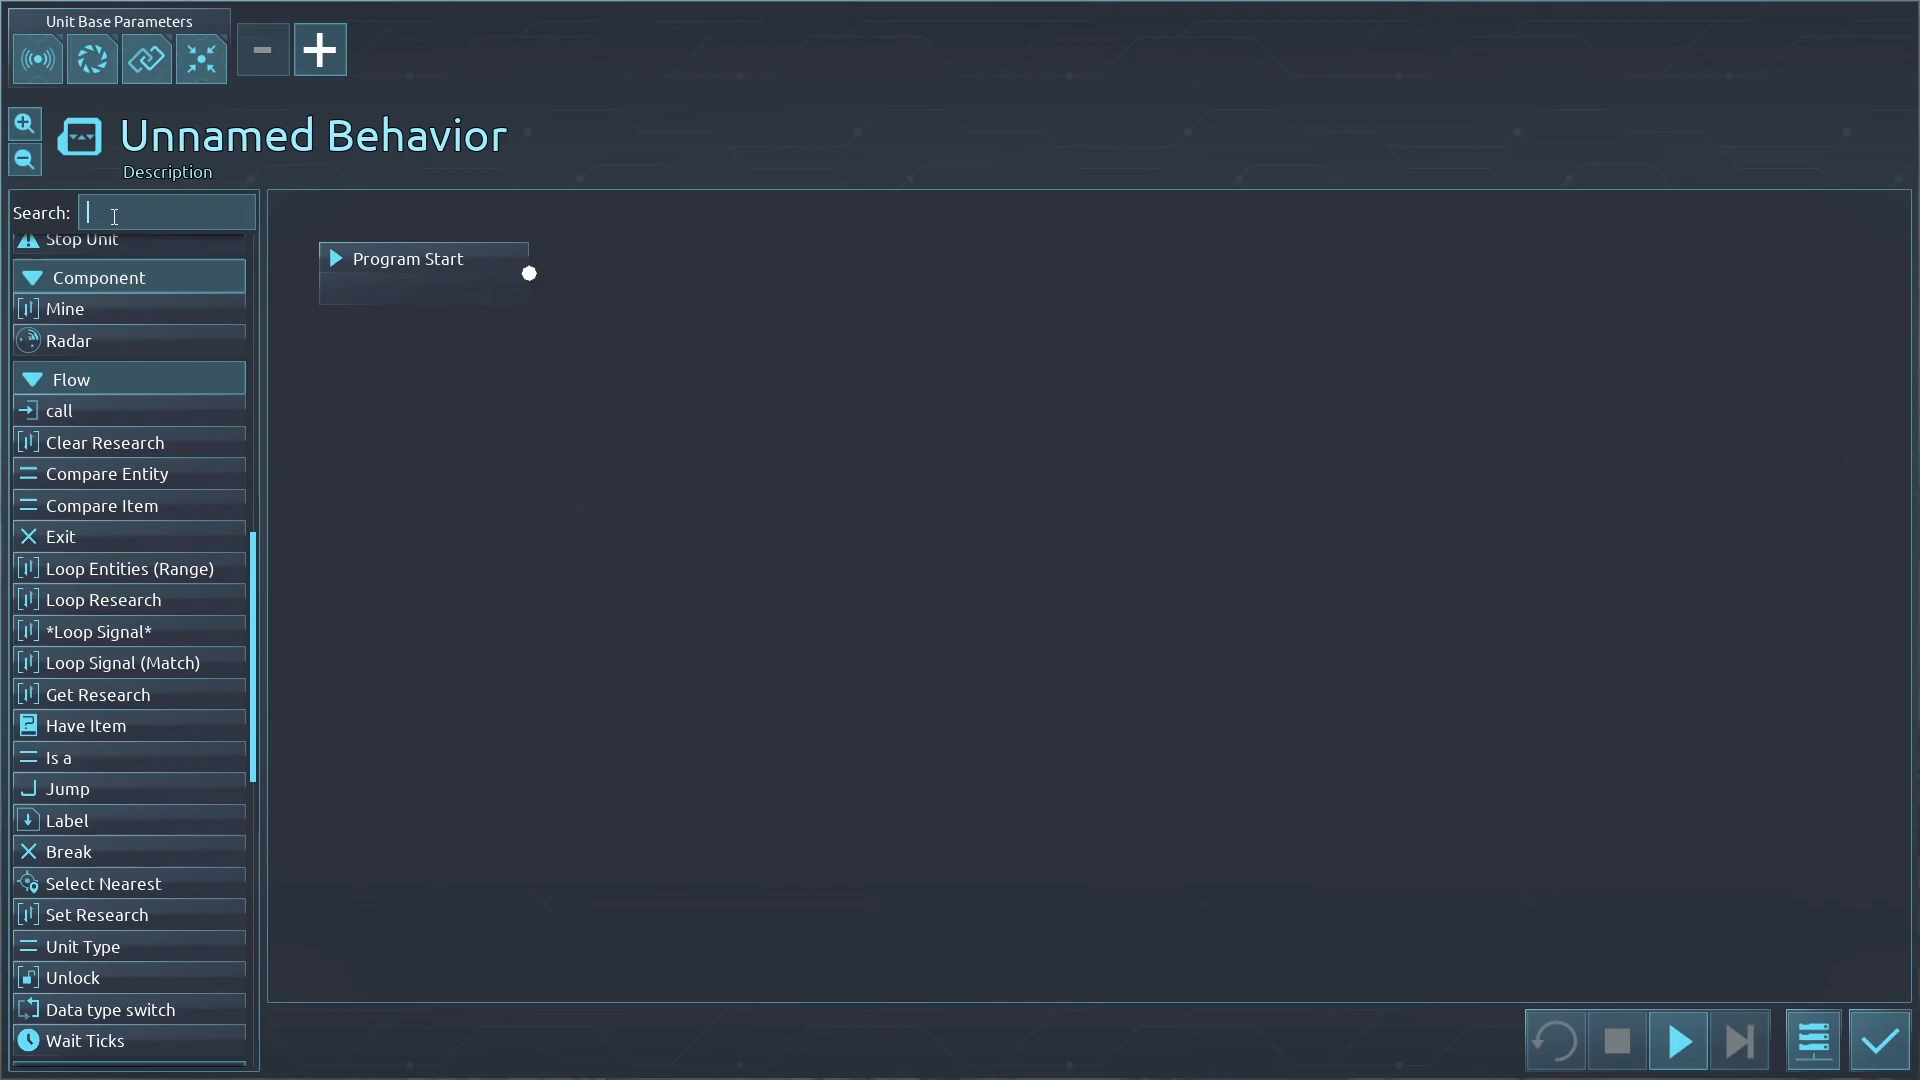 Unit Base Parameters
Unnamed Behavior
Description
Search:
Stop Unit
Component
Mine
Radar
Flow
call
Clear Research
Compare Entity
Compare Item
Exit
Loop Entities (Range)
Loop Research
*Loop Signal*
Loop Signal (Match)
Get Research
Have Item
Is a
Jump
Label
Break
Select Nearest
Set Research
Unit Type
Unlock
Data type switch
Wait Ticks
Program Start